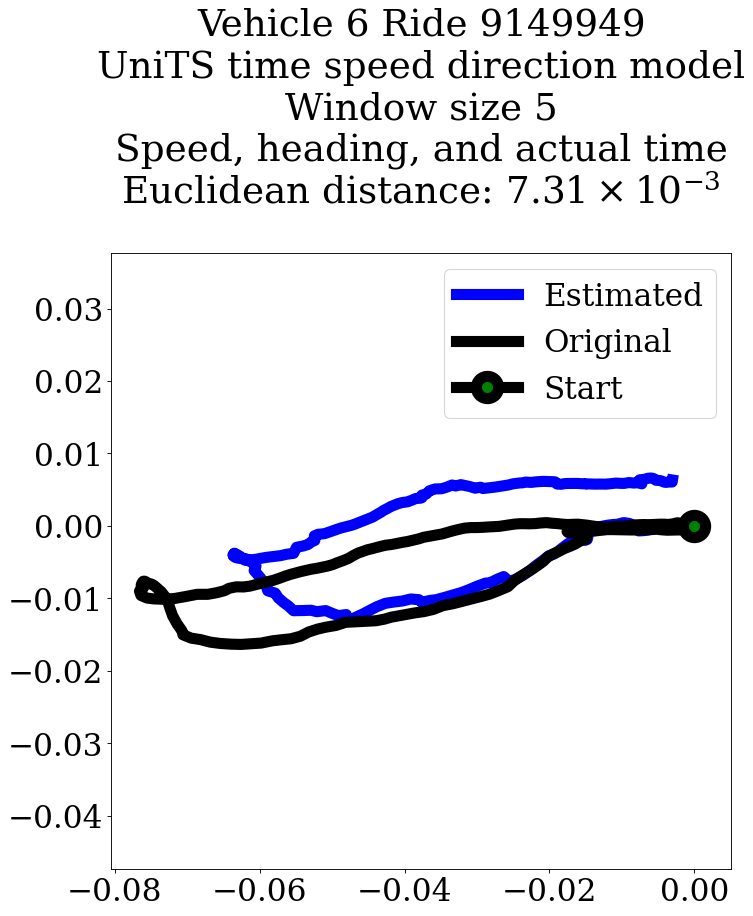 Vehicle 6 Ride 9149949
UniTS time speed direction model
Window size 5
Speed, heading, and actual time
Euclidean distance: 7.31 × 10⁻³
Estimated
Original
Start
0.03
0.02
0.01
0.00
−0.01
−0.02
−0.03
−0.04
−0.08 −0.06 −0.04 −0.02 0.00